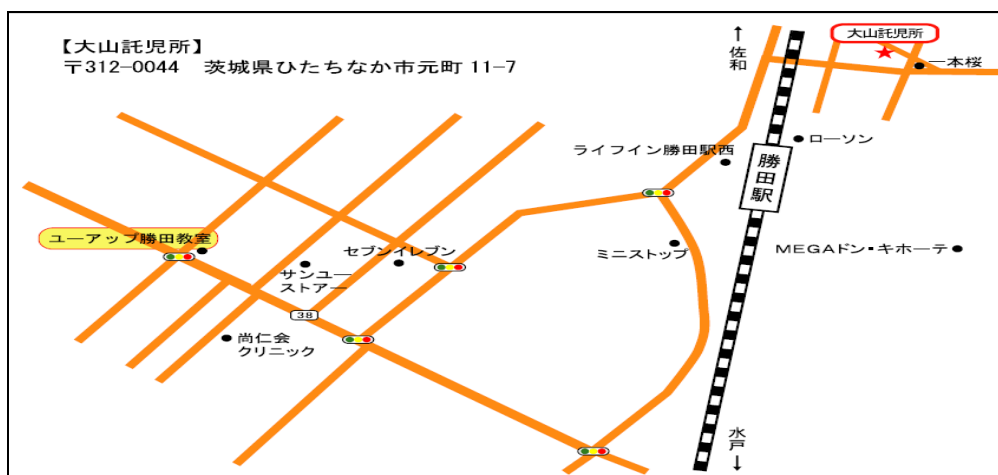 【大山託児所】
〒312-0044　茨城県ひたちなか市元町 11-7
↑
佐和
大山託児所
一本桜
ローソン
ライフイン勝田駅西
勝田駅
ユーアップ勝田教室
セブンイレブン
サンユー
ストアー
ミニストップ
MEGAドン・キホーテ
38
尚仁会
クリニック
水戸
↓